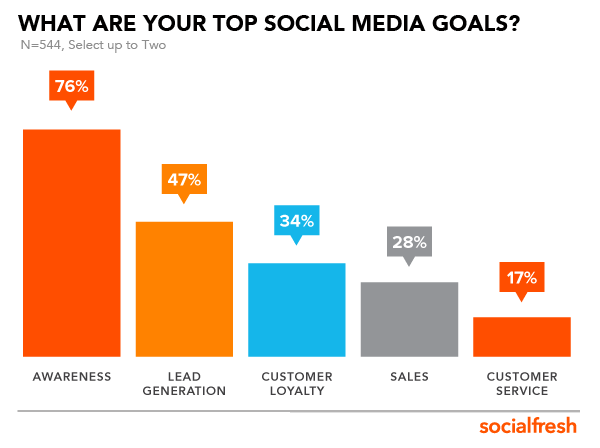 WHAT ARE YOUR TOP SOCIAL MEDIA GOALS?
N=544, Select up to Two
76%
47%
34%
28%
17%
AWARENESS
LEAD
GENERATION
CUSTOMER
LOYALTY
SALES
CUSTOMER
SERVICE
socialfresh